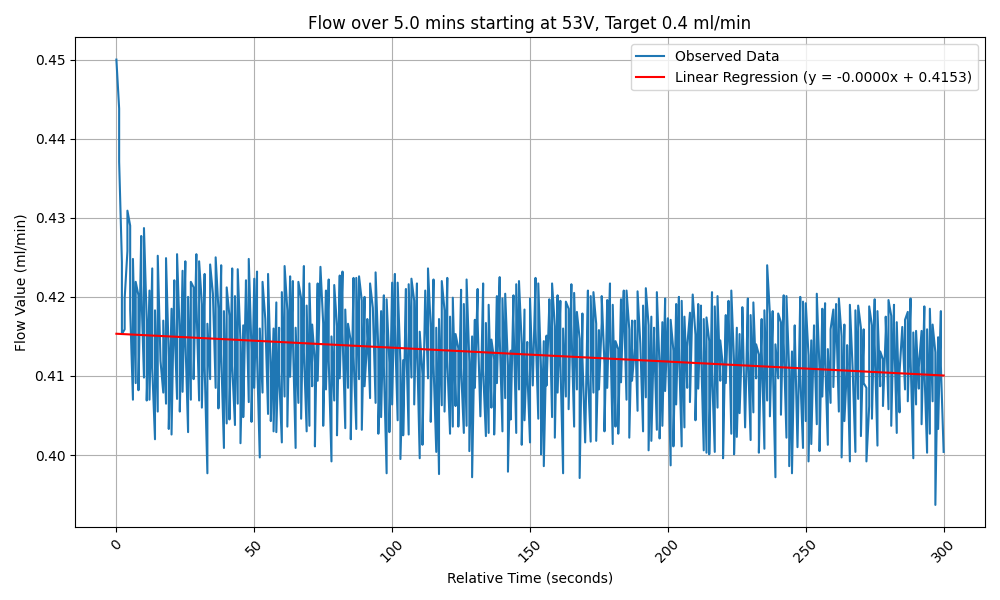 Flow over 5.0 mins starting at 53V, Target 0.4 ml/min
Observed Data
Linear Regression (y = -0.0000x + 0.4153)
Flow Value (ml/min)
0.45
0.44
0.43
0.42
0.41
0.40
0
50
100
150
200
250
300
Relative Time (seconds)